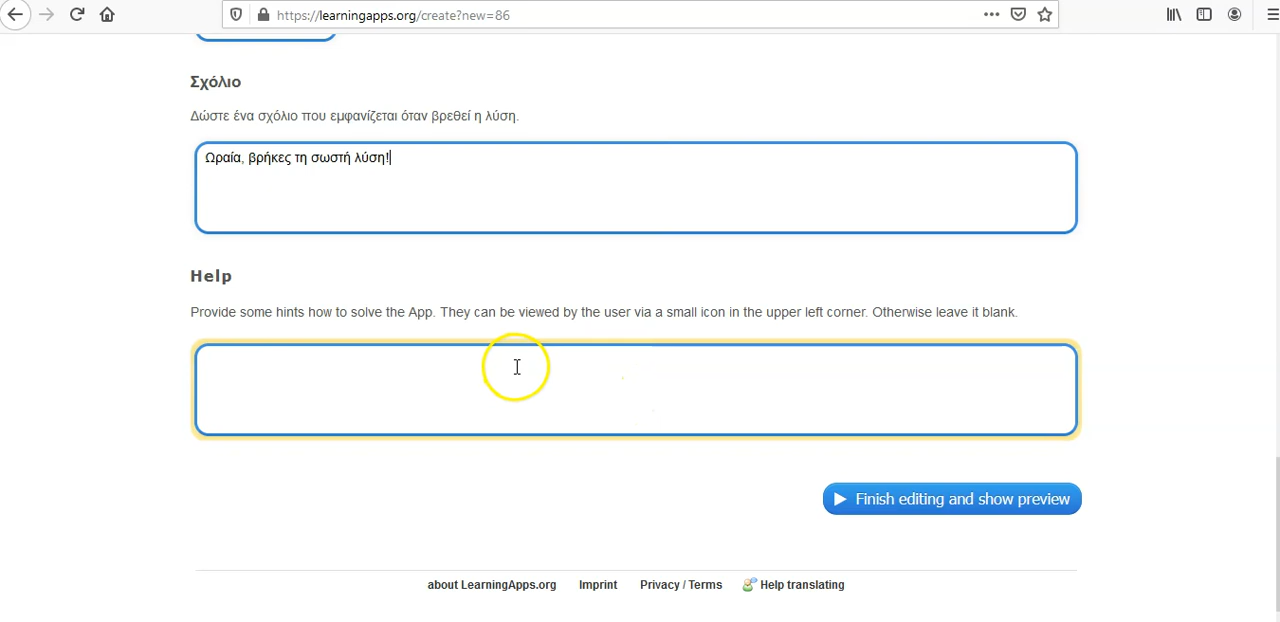 https://learningapps.org/create?new=86
Σχόλιο
Δώστε ένα σχόλιο που εμφανίζεται όταν βρεθεί η λύση.
Ωραία, βρήκες τη σωστή λύση!
Help
Provide some hints how to solve the App. They can be viewed by the user via a small icon in the upper left corner. Otherwise leave it blank.
Finish editing and show preview
about LearningApps.org Imprint Privacy / Terms Help translating